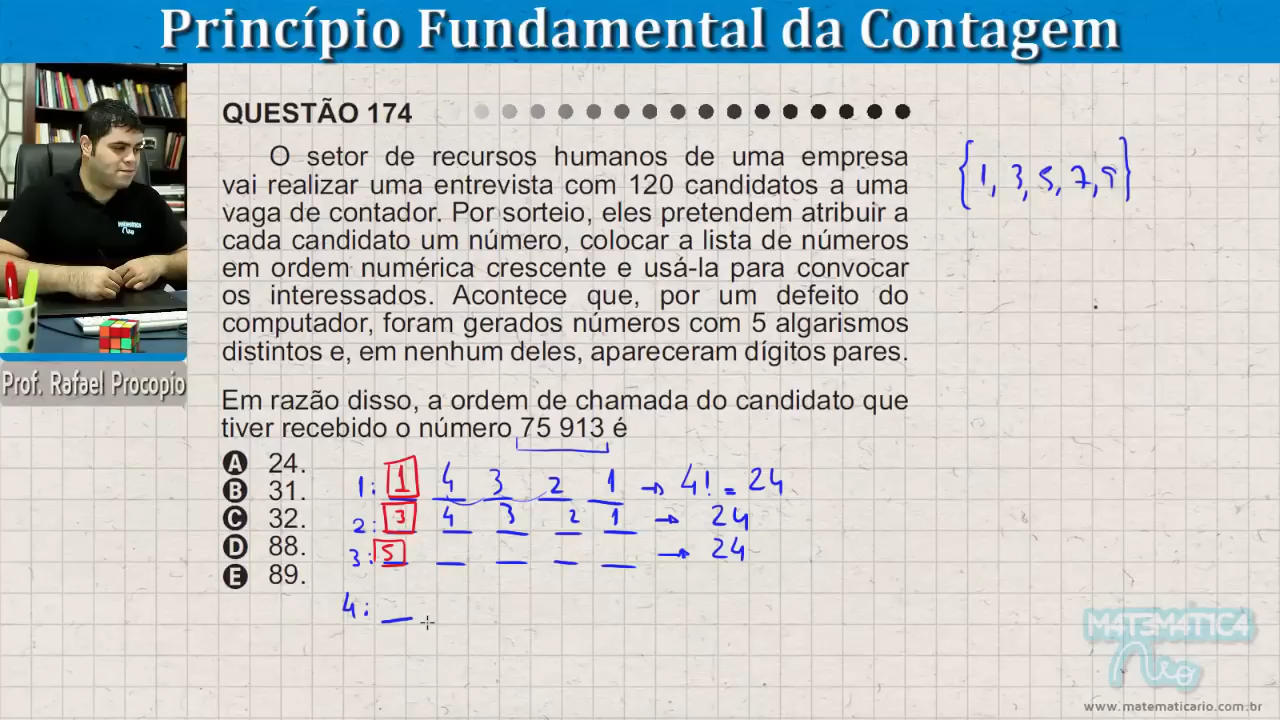 Princípio Fundamental da Contagem
QUESTÃO 174
O setor de recursos humanos de uma empresa
vai realizar uma entrevista com 120 candidatos a uma
vaga de contador. Por sorteio, eles pretendem atribuir a
cada candidato um número, colocar a lista de números
em ordem numérica crescente e usá-la para convocar
os interessados. Acontece que, por um defeito do
computador, foram gerados números com 5 algarismos
distintos e, em nenhum deles, apareceram dígitos pares.
Em razão disso, a ordem de chamada do candidato que
tiver recebido o número 75 913 é
A 24.
B 31.
C 32.
D 88.
E 89.
1: 1 4 3 2 1 → 4! = 24
2: 3 4 3 2 1 → 24
3: 5 → 24
4:
{1, 3, 5, 7, 9}
Prof. Rafael Procopio
MATEMÁTICA
Rio
MATEMÁTICA
Rio
www.matematicario.com.br